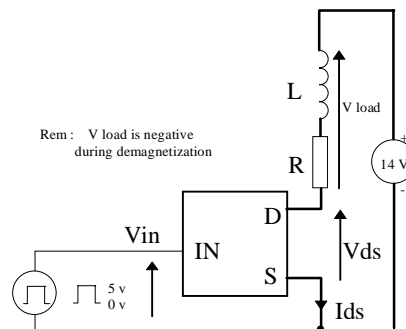 L
V load
Rem : V load is negative
during demagnetization
R
+
14 V
-
D
Vin
IN
Vds
S
5 v
0 v
Ids